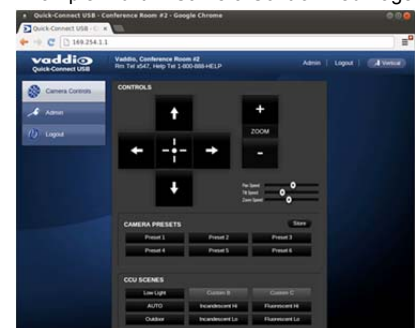 Quick-Connect USB - Conference Room #2 - Google Chrome
Quick-Connect USB - C
169.254.1.1
vaddio
Quick-Connect USB
Vaddio, Conference Room #2
Rm Tel x547, Help Tel 1-800-888-HELP
Admin
Logout
Vertical
Camera Controls
Admin
Logout
CONTROLS
+
ZOOM
-
Pan Speed
Tilt Speed
Zoom Speed
CAMERA PRESETS
Store
Preset 1 Preset 2 Preset 3
Preset 4 Preset 5 Preset 6
CCU SCENES
Low Light Custom B Custom C
AUTO Incandescent Hi Fluorescent Hi
Outdoor Incandescent Lo Fluorescent Lo